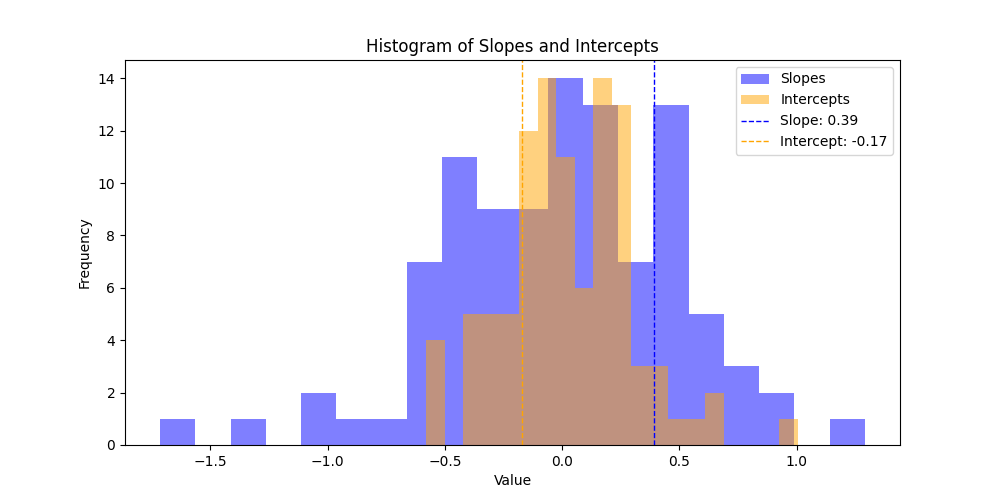 Histogram of Slopes and Intercepts
Slopes
Intercepts
Slope: 0.39
Intercept: -0.17
Frequency
14
12
10
8
6
4
2
0
−1.5
−1.0
−0.5
0.0
0.5
1.0
Value